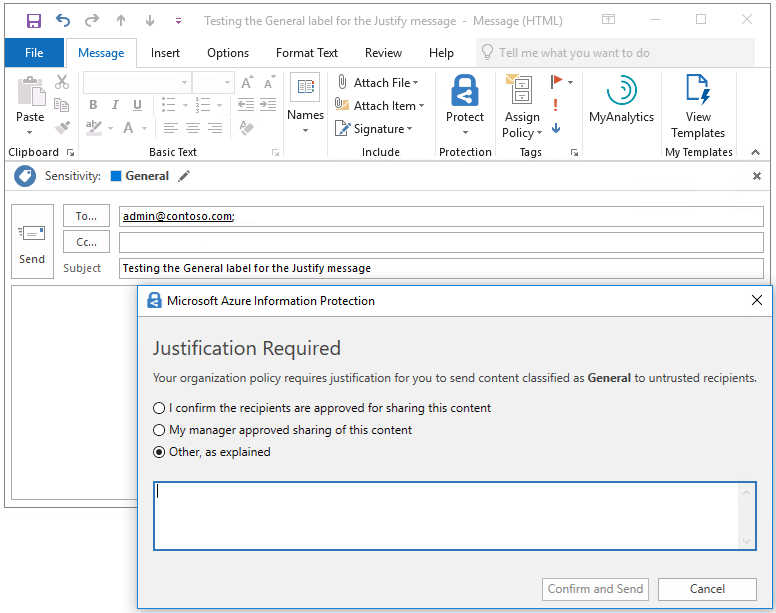 Testing the General label for the Justify message - Message (HTML)
File Message Insert Options Format Text Review Help Tell me what you want to do
Paste
Clipboard
B I U
A A
ab A
Basic Text
Names
Attach File
Attach Item
Signature
Include
Protect
Protection
Assign
Policy
Tags
MyAnalytics
View
Templates
My Templates
Sensitivity: General
Send
To... admin@contoso.com;
Cc...
Subject Testing the General label for the Justify message
Microsoft Azure Information Protection
Justification Required
Your organization policy requires justification for you to send content classified as General to untrusted recipients.
I confirm the recipients are approved for sharing this content
My manager approved sharing of this content
Other, as explained
Confirm and Send Cancel